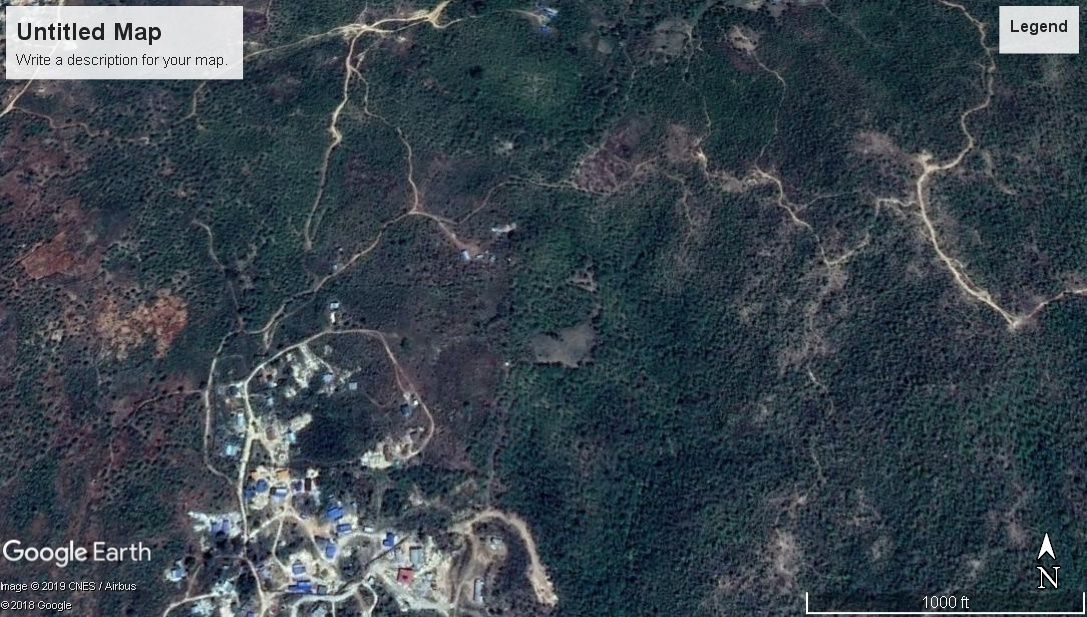 Untitled Map
Write a description for your map.
Legend
Google Earth
Image © 2019 CNES / Airbus
© 2018 Google
N
1000 ft